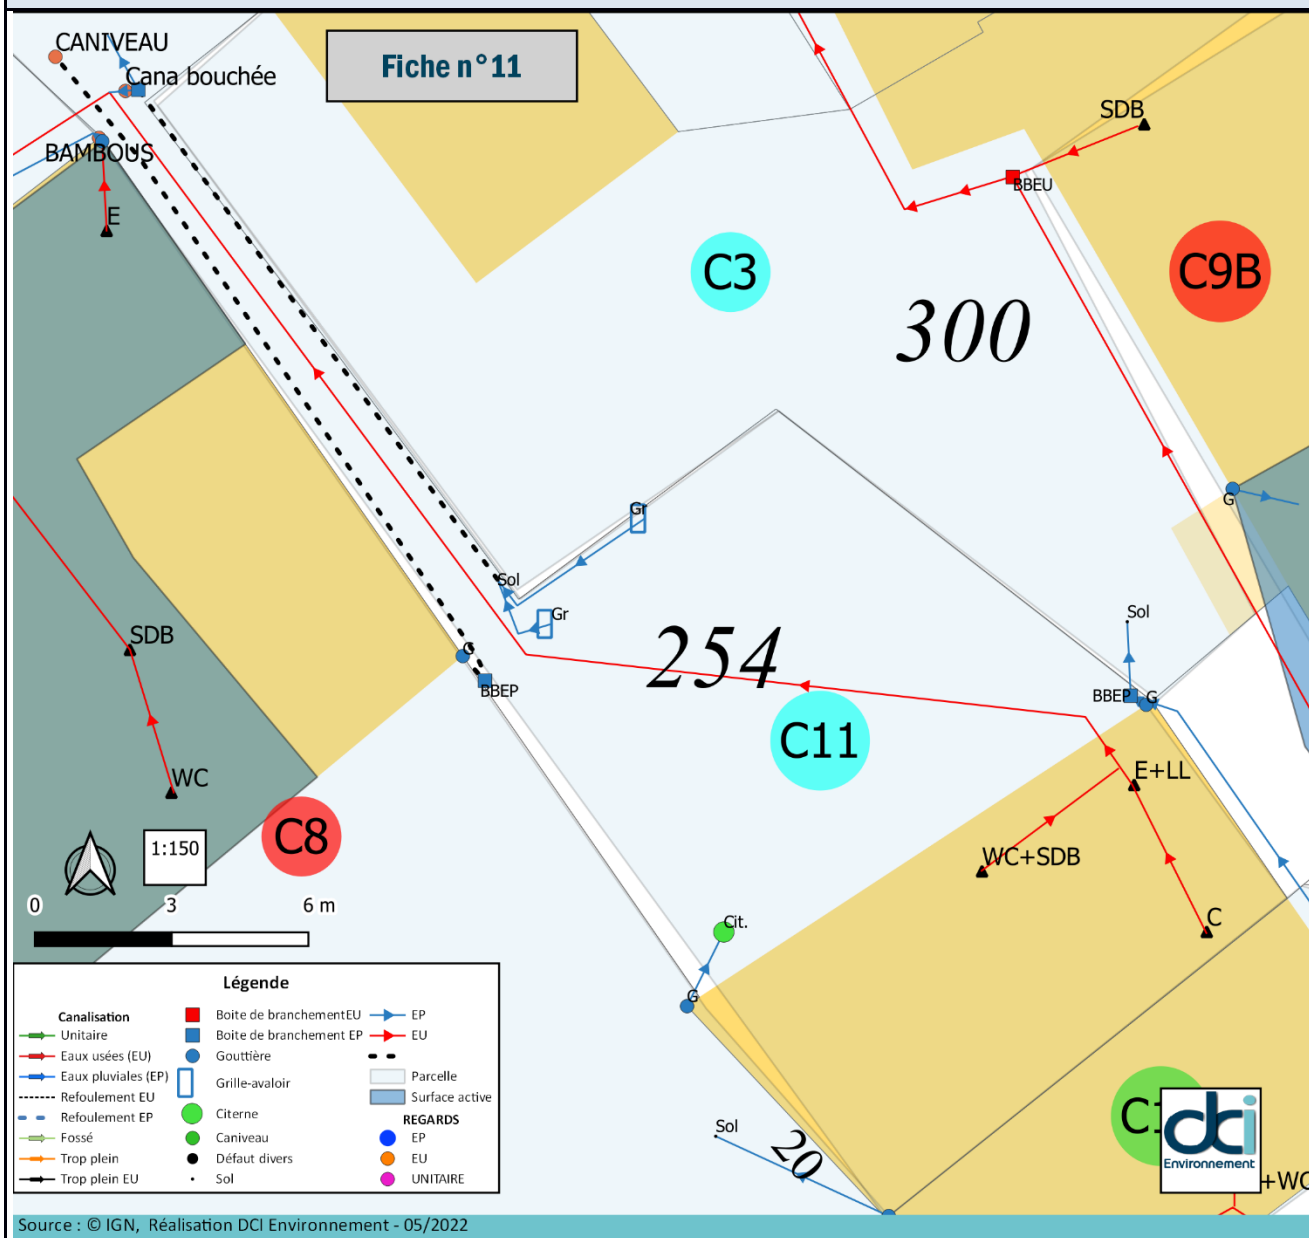 CANIVEAU
Fiche n°11
Cana bouchée
SDB
BAMBOUS
BBEU
E
C3
C9B
300
G
Gr
Sol
Gr
254
Sol
SDB
G
BBEP
BBEP
G
C11
E+LL
WC
C8
1:150
WC+SDB
0 3 6 m
C
Cit.
G
Légende
Canalisation
Unitaire
Eaux usées (EU)
Eaux pluviales (EP)
Refoulement EU
Refoulement EP
Fossé
Trop plein
Trop plein EU
Boite de branchementEU
Boite de branchement EP
Gouttière
Grille-avaloir
Citerne
Caniveau
Défaut divers
Sol
EP
EU
Parcelle
Surface active
REGARDS
EP
EU
UNITAIRE
Sol
20
dci
Environnement
+WC
Source : © IGN, Réalisation DCI Environnement - 05/2022